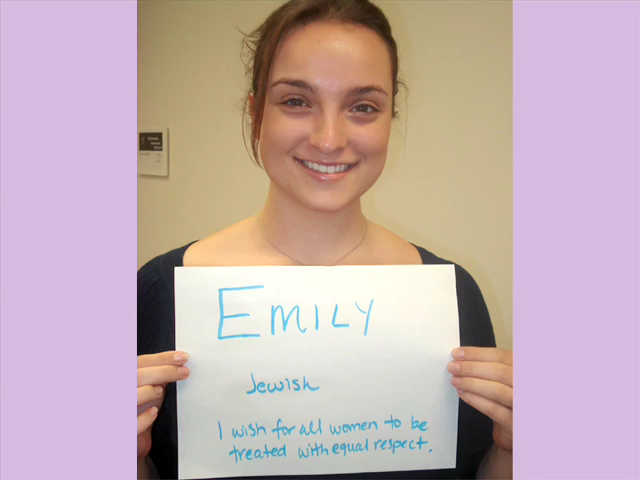 EMILY
Jewish
I wish for all women to be
treated with equal respect.